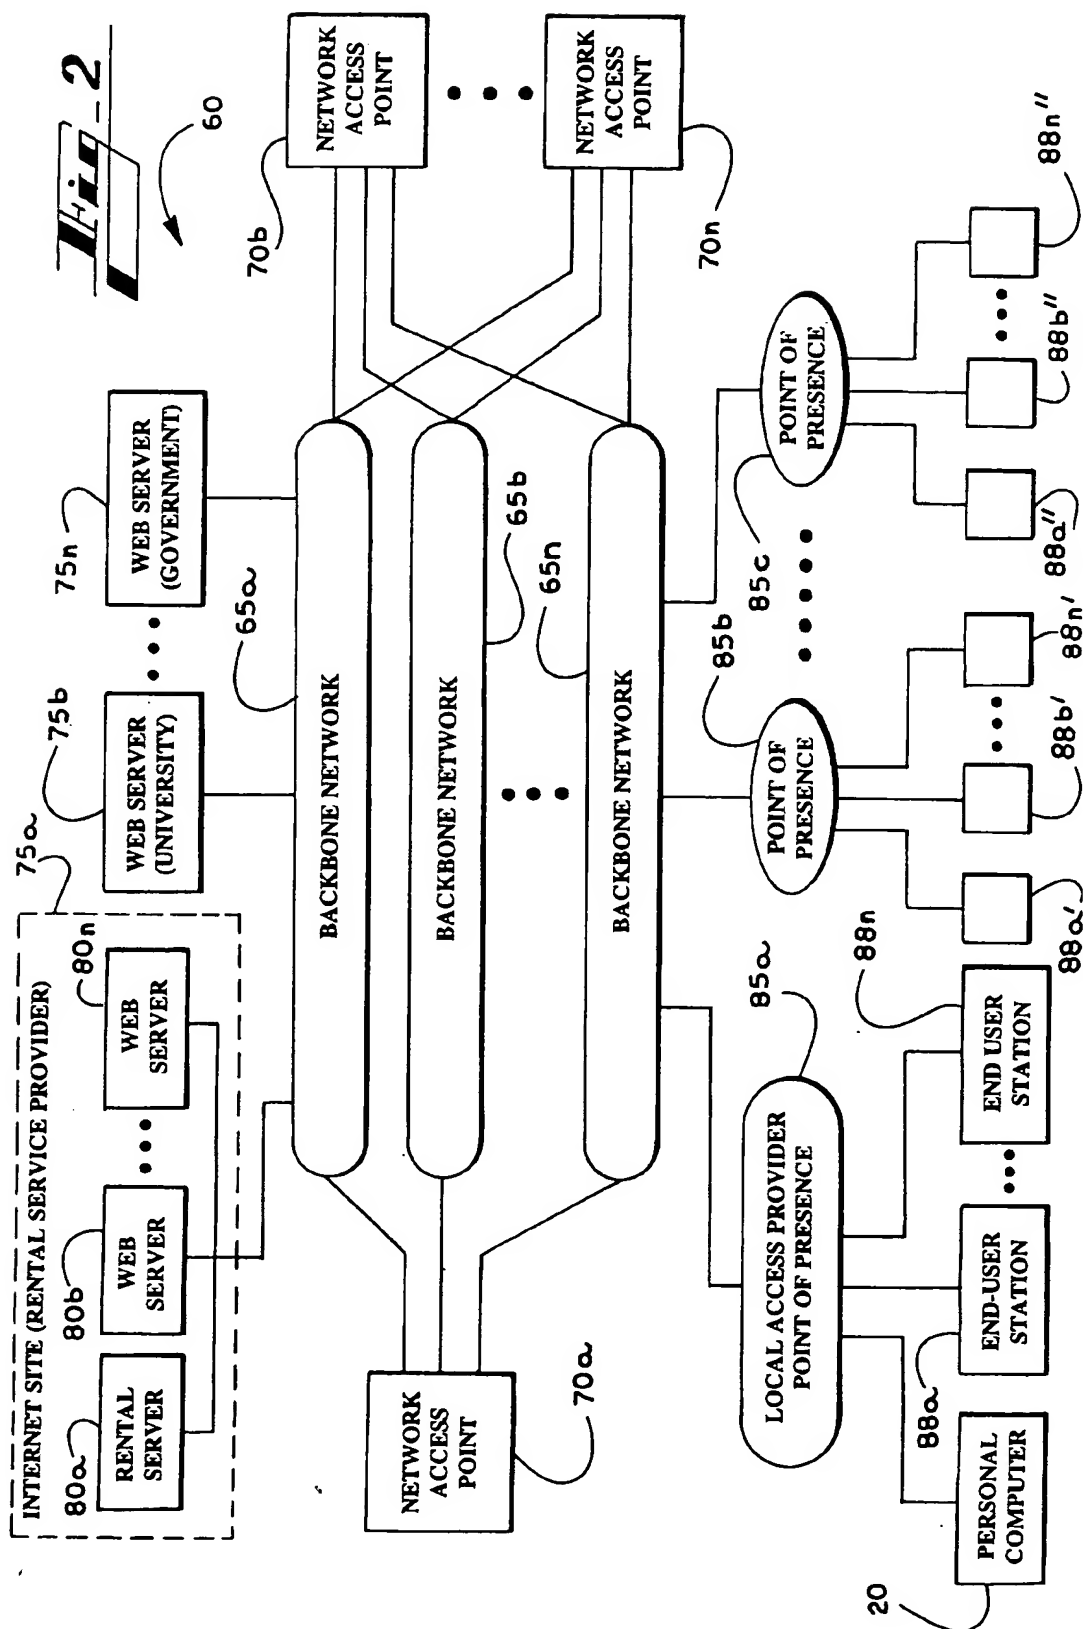 Fig_2
60
INTERNET SITE (RENTAL SERVICE PROVIDER)
75a
80a
RENTAL
SERVER
80b
WEB
SERVER
80n
WEB
SERVER
75b
WEB SERVER
(UNIVERSITY)
75n
WEB SERVER
(GOVERNMENT)
65a
BACKBONE NETWORK
BACKBONE NETWORK
65b
65n
BACKBONE NETWORK
NETWORK
ACCESS
POINT
70a
NETWORK
ACCESS
POINT
70b
NETWORK
ACCESS
POINT
70n
LOCAL ACCESS PROVIDER
POINT OF PRESENCE
85a
POINT OF
PRESENCE
85b
POINT OF
PRESENCE
85c
20
PERSONAL
COMPUTER
88a
END-USER
STATION
88n
END USER
STATION
88a'
88b'
88n'
88a"
88b"
88n"